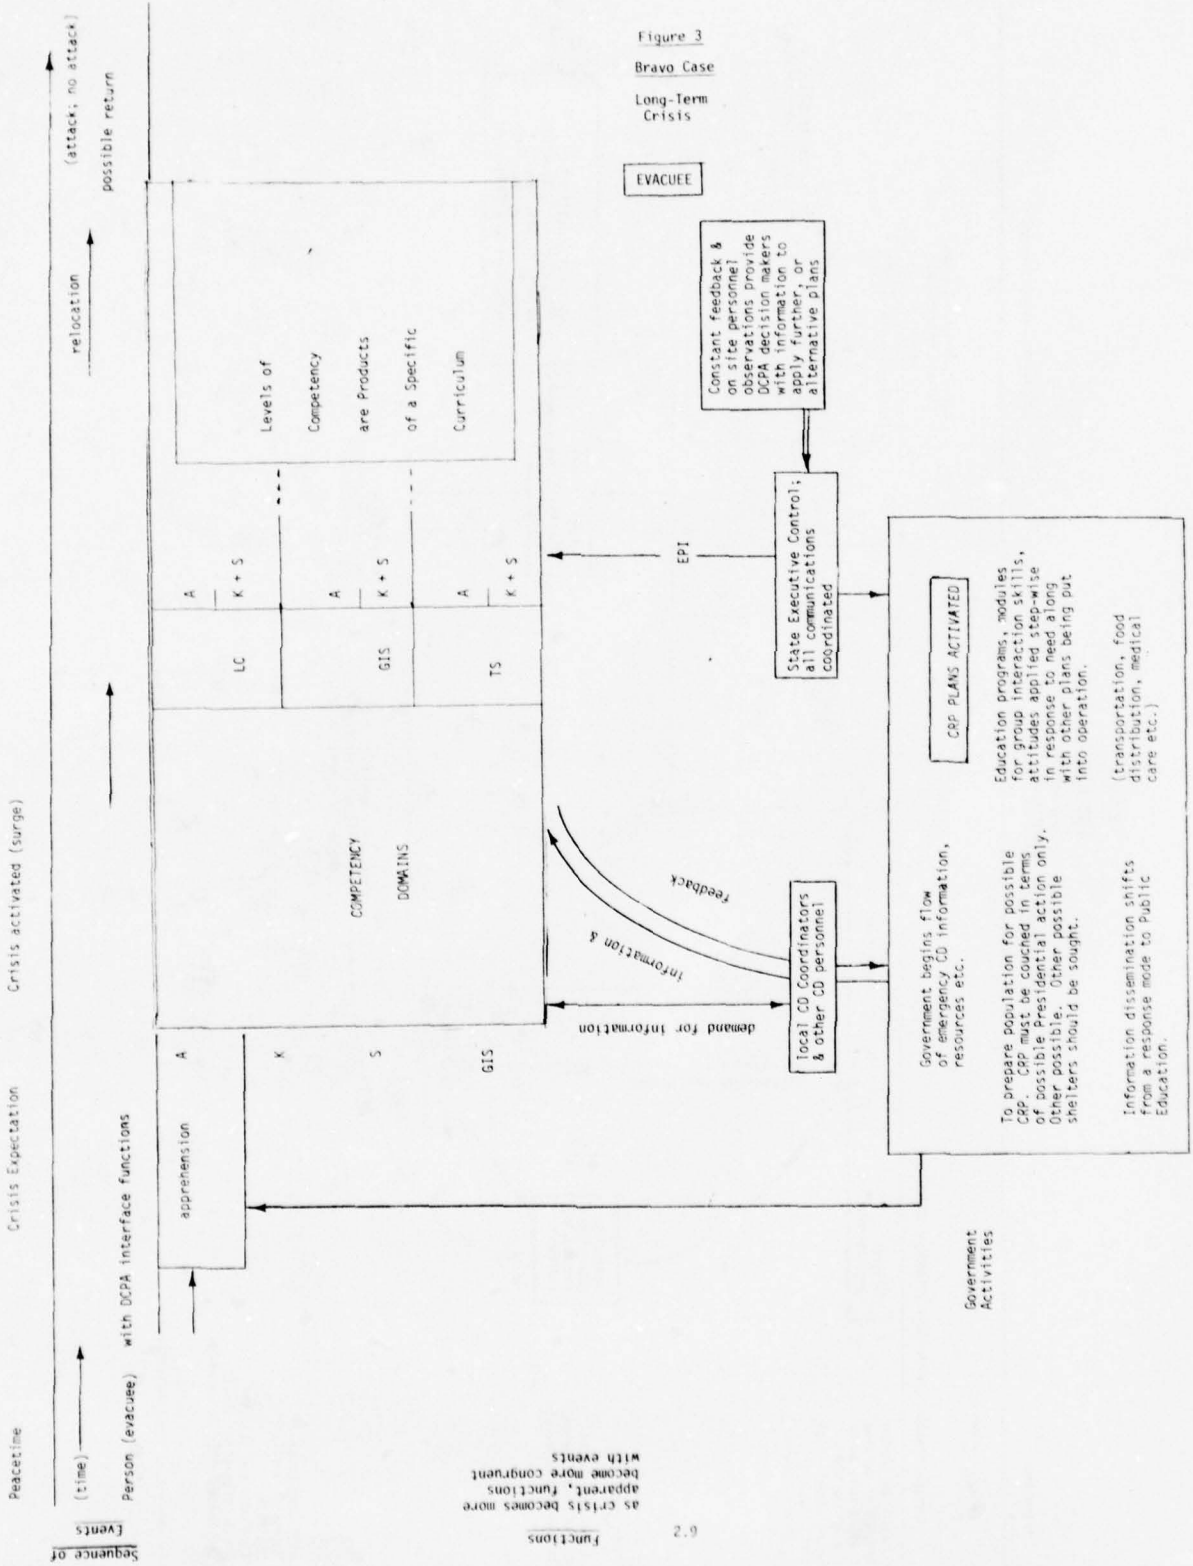 Figure 3
Bravo Case
Long-Term
Crisis
EVACUEE
Sequence of
Events
Peacetime
Crisis Expectation
Crisis activated (surge)
(time)
relocation
(attack; no attack)
possible return
Person (evacuee)
with DCPA interface functions
apprehension
A
K
S
GIS
COMPETENCY
DOMAINS
LC
GIS
TS
A
K + S
A
K + S
A
K + S
Levels of
Competency
are Products
of a Specific
Curriculum
Functions
as crisis becomes more
apparent, functions
become more congruent
with events
demand for information
information &
feedback
EPI
local CD Coordinators
& other CD personnel
State Executive Control;
all communications
coordinated
Constant feedback &
on site personnel
observations provide
DCPA decision makers
with information to
apply further, or
alternative plans
Government
Activities
Government begins flow
of emergency CD information,
resources etc.
CRP PLANS ACTIVATED
To prepare population for possible
CRP. CRP must be couched in terms
of possible Presidential action only.
Other possible. Other possible
shelters should be sought.
Education programs, modules
for group interaction skills,
attitudes applied step-wise
in response to need along
with other plans being put
into operation.
Information dissemination shifts
from a response mode to Public
Education.
(transportation, food
distribution, medical
care etc.)
2.9